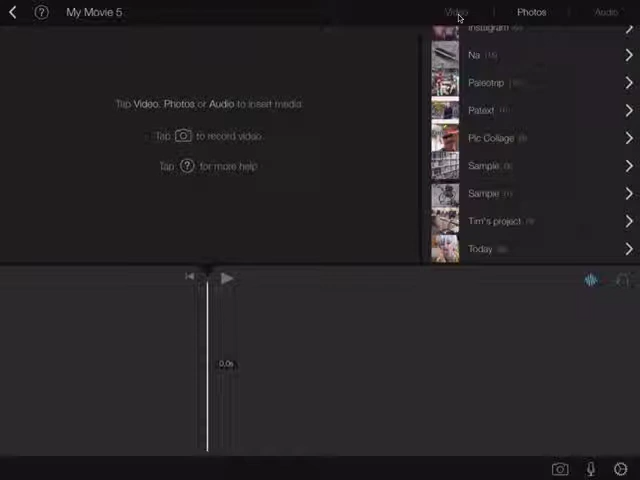 My Movie 5
Video
Photos
Audio
Instagram
Na
Paleotrip
Patext
Pic Collage
Sample
Sample
Tim's project
Today
Tap Video, Photos or Audio to insert media.
Tap to record video.
Tap ? for more help
0.0s